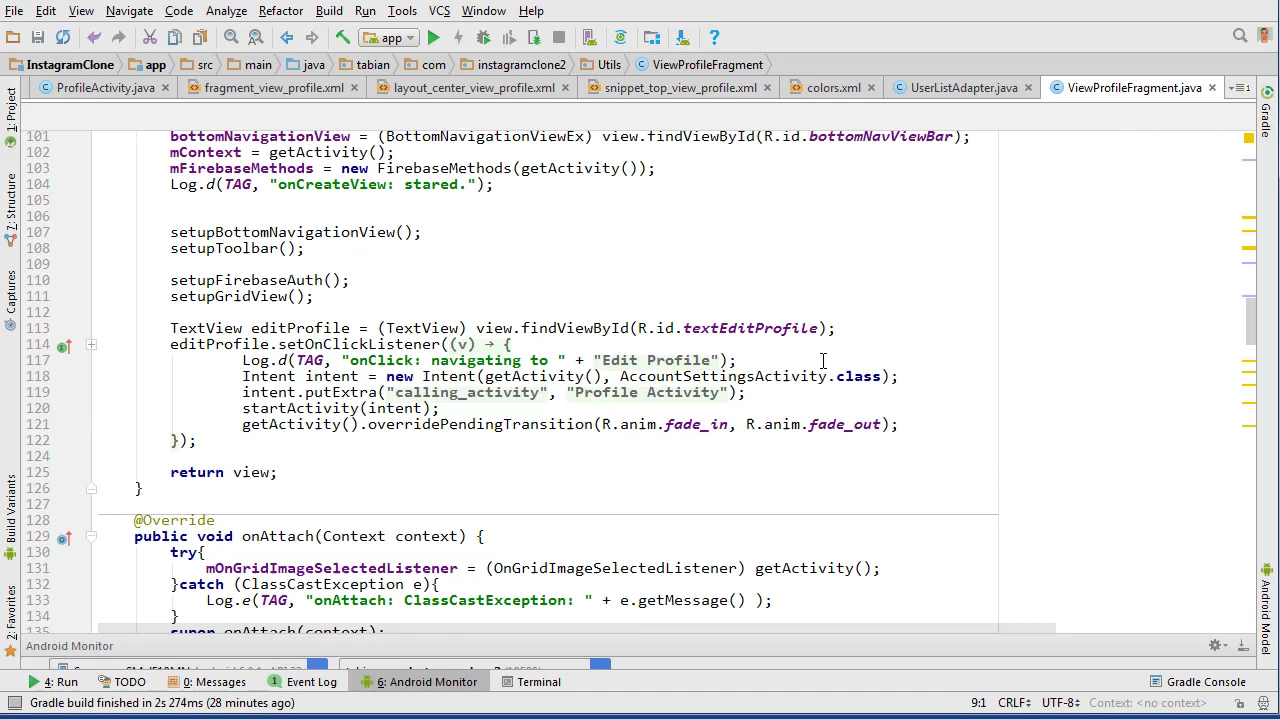 File Edit View Navigate Code Analyze Refactor Build Run Tools VCS Window Help
app
InstagramClone app src main java tabian com instagramclone2 Utils ViewProfileFragment
ProfileActivity.java fragment_view_profile.xml layout_center_view_profile.xml snippet_top_view_profile.xml colors.xml UserListAdapter.java ViewProfileFragment.java
1: Project
7: Structure
Captures
Build Variants
2: Favorites
101 bottomNavigationView = (BottomNavigationViewEx) view.findViewById(R.id.bottomNavViewBar);
102 mContext = getActivity();
103 mFirebaseMethods = new FirebaseMethods(getActivity());
104 Log.d(TAG, "onCreateView: stared.");
105
106
107 setupBottomNavigationView();
108 setupToolbar();
109
110 setupFirebaseAuth();
111 setupGridView();
112
113 TextView editProfile = (TextView) view.findViewById(R.id.textEditProfile);
114 editProfile.setOnClickListener((v) → {
117 Log.d(TAG, "onClick: navigating to " + "Edit Profile");
118 Intent intent = new Intent(getActivity(), AccountSettingsActivity.class);
119 intent.putExtra("calling_activity", "Profile Activity");
120 startActivity(intent);
121 getActivity().overridePendingTransition(R.anim.fade_in, R.anim.fade_out);
122 });
124
125 return view;
126 }
127
128 @Override
129 public void onAttach(Context context) {
130 try{
131 mOnGridImageSelectedListener = (OnGridImageSelectedListener) getActivity();
132 }catch (ClassCastException e){
133 Log.e(TAG, "onAttach: ClassCastException: " + e.getMessage() );
134 }
135 super.onAttach(context);
Gradle
Android Model
Android Monitor
4: Run TODO 0: Messages Event Log 6: Android Monitor Terminal Gradle Console
Gradle build finished in 2s 274ms (28 minutes ago) 9:1 CRLF UTF-8 Context: <no context>